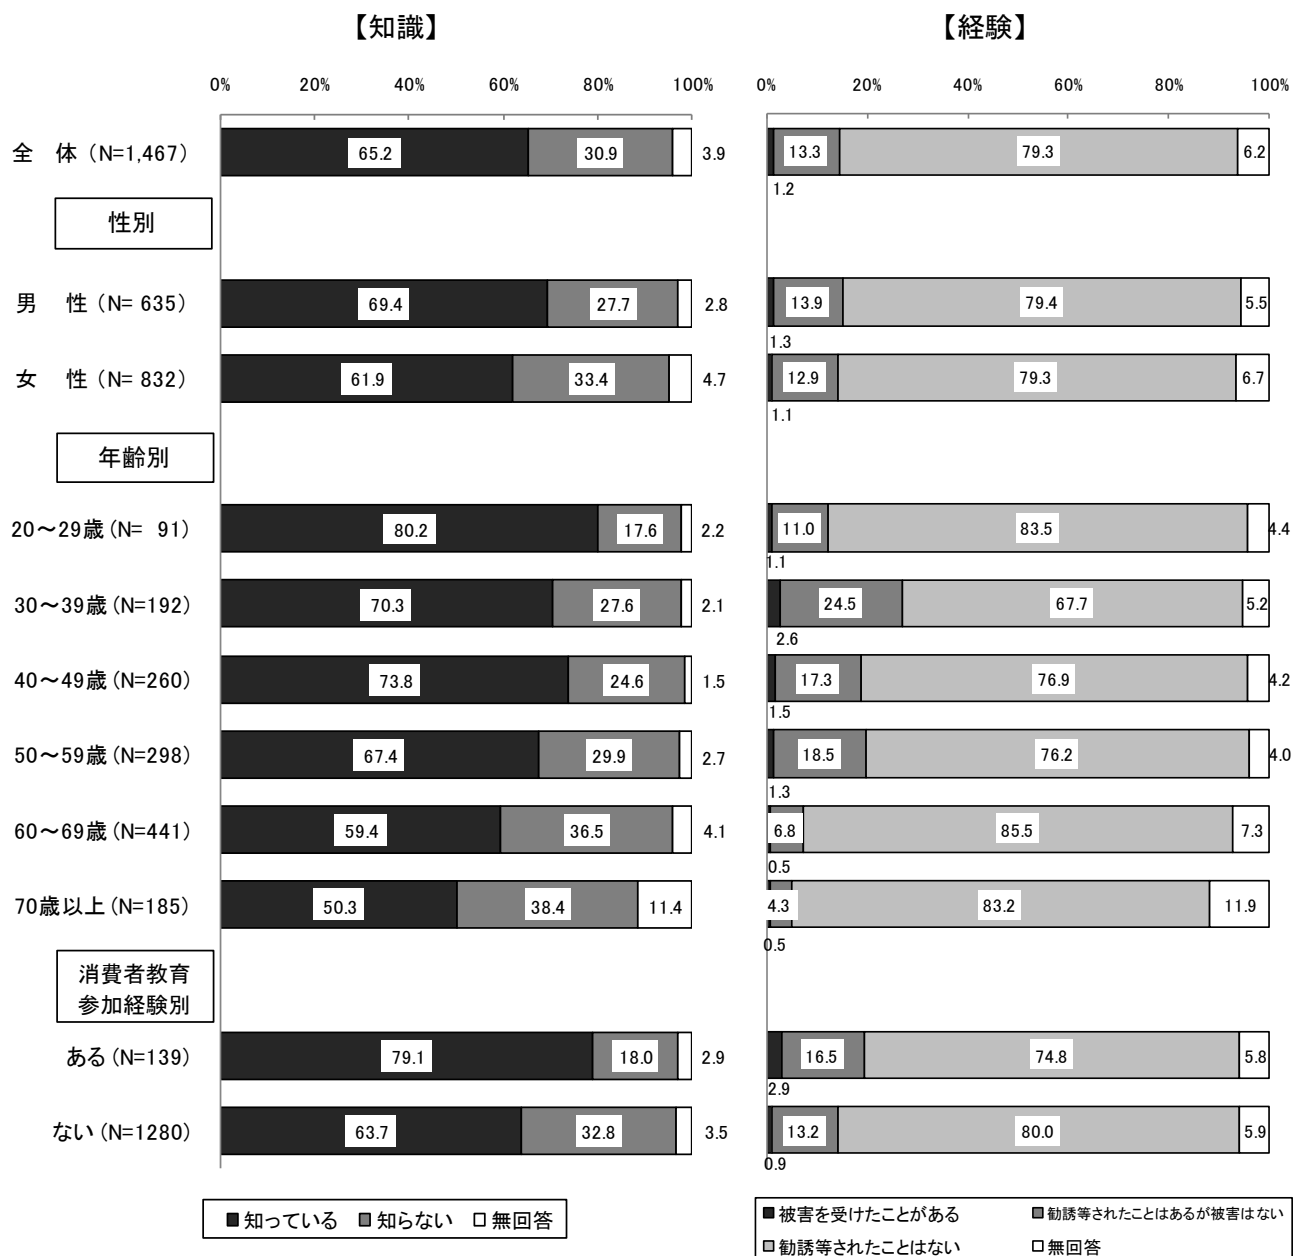 【知識】
【経験】
0% 20% 40% 60% 80% 100%
0% 20% 40% 60% 80% 100%
全 体 (N=1,467) 65.2 30.9 3.9 13.3 79.3 6.2
1.2
性別
男 性 (N= 635) 69.4 27.7 2.8 13.9 79.4 5.5
1.3
女 性 (N= 832) 61.9 33.4 4.7 12.9 79.3 6.7
1.1
年齢別
20～29歳 (N= 91) 80.2 17.6 2.2 11.0 83.5 4.4
1.1
30～39歳 (N=192) 70.3 27.6 2.1 24.5 67.7 5.2
2.6
40～49歳 (N=260) 73.8 24.6 1.5 17.3 76.9 4.2
1.5
50～59歳 (N=298) 67.4 29.9 2.7 18.5 76.2 4.0
1.3
60～69歳 (N=441) 59.4 36.5 4.1 6.8 85.5 7.3
0.5
70歳以上 (N=185) 50.3 38.4 11.4 4.3 83.2 11.9
0.5
消費者教育
参加経験別
ある (N=139) 79.1 18.0 2.9 16.5 74.8 5.8
2.9
ない (N=1280) 63.7 32.8 3.5 13.2 80.0 5.9
0.9
知っている 知らない 無回答
被害を受けたことがある 勧誘等されたことはあるが被害はない
勧誘等されたことはない 無回答